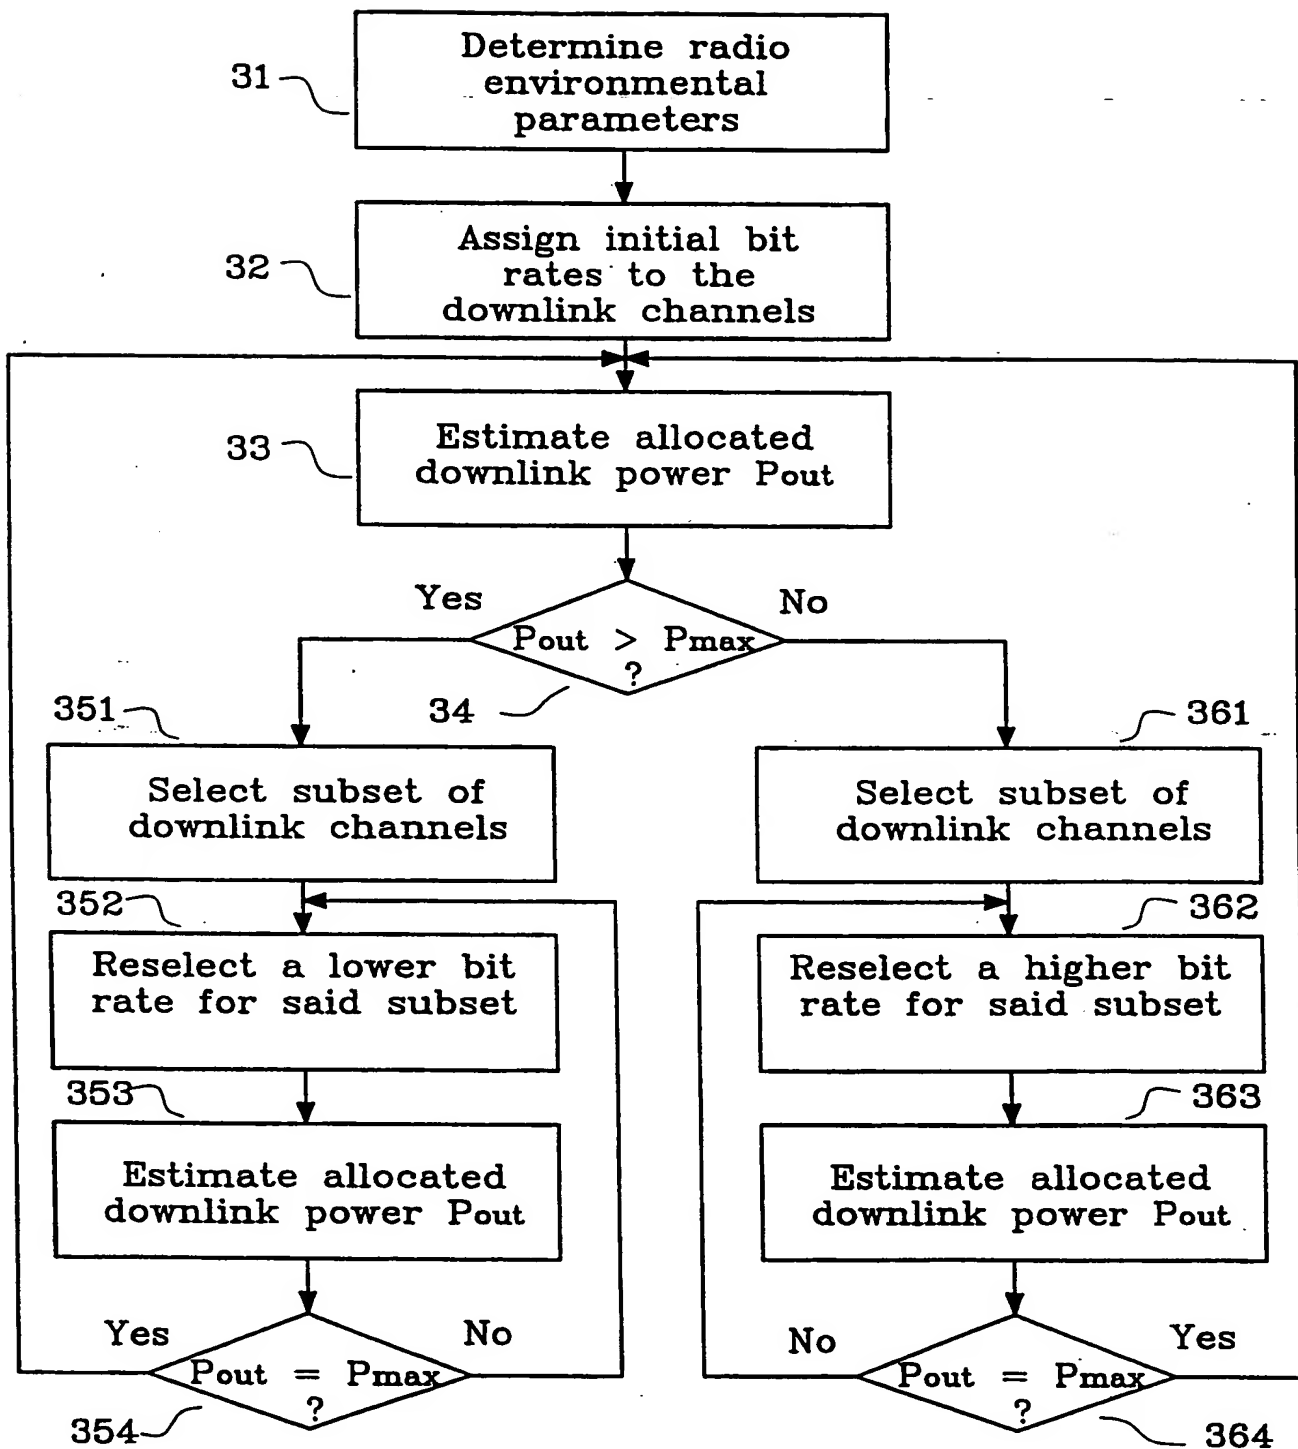 Determine radio
environmental
parameters
31
Assign initial bit
rates to the
downlink channels
32
Estimate allocated
downlink power Pout
33
Yes
No
Pout > Pmax
?
34
351
361
Select subset of
downlink channels
Select subset of
downlink channels
352
362
Reselect a lower bit
rate for said subset
Reselect a higher bit
rate for said subset
353
363
Estimate allocated
downlink power Pout
Estimate allocated
downlink power Pout
Yes
No
No
Yes
Pout = Pmax
?
Pout = Pmax
?
354
364